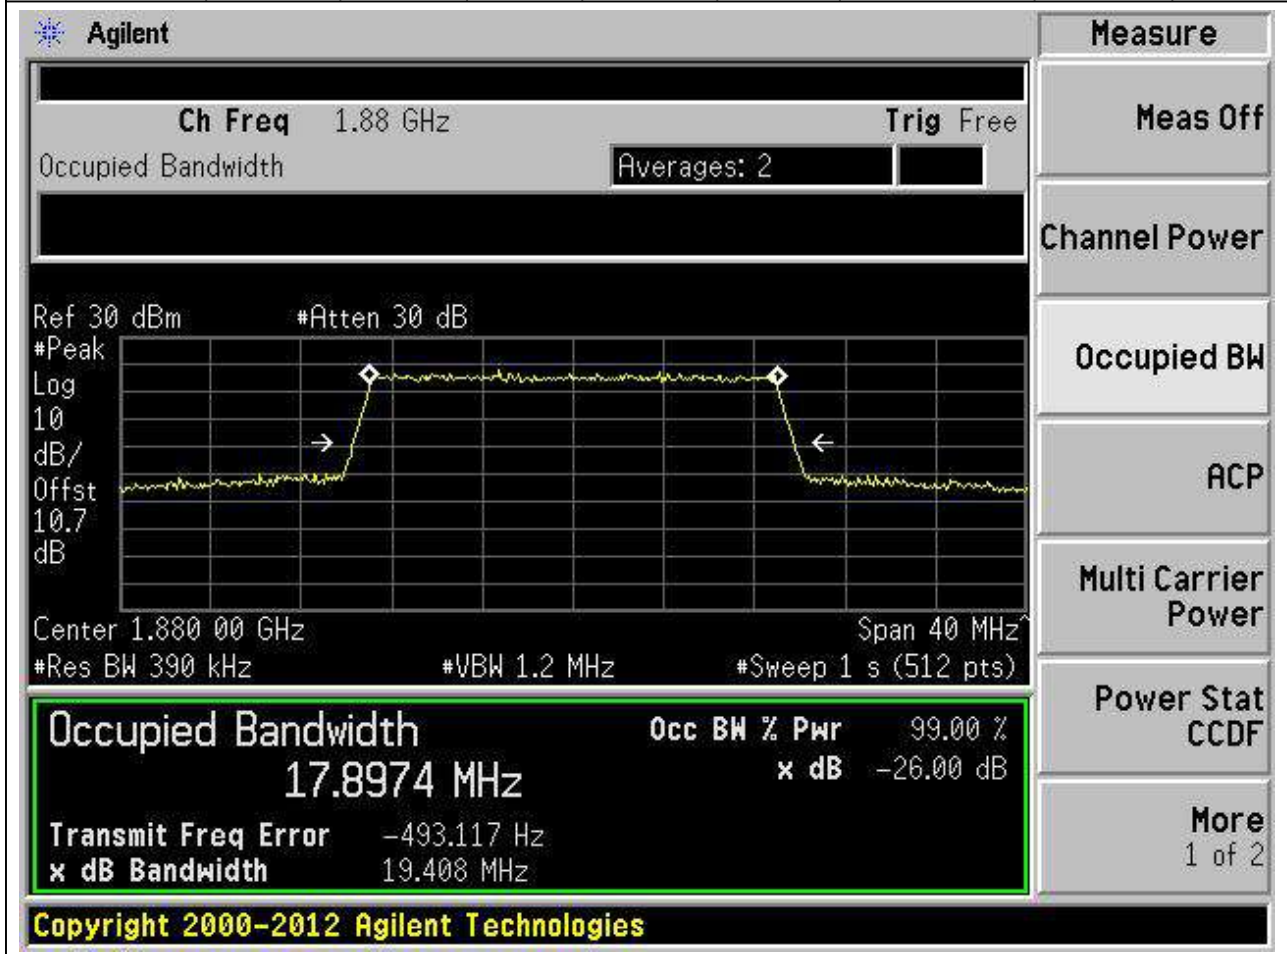 Agilent
Measure
Ch Freq 1.88 GHz Trig Free
Meas Off
Occupied Bandwidth Averages: 2
Channel Power
Ref 30 dBm #Atten 30 dB
#Peak
Log
10
dB/
Offst
10.7
dB
Occupied BW
ACP
Center 1.880 00 GHz Span 40 MHz^
#Res BW 390 kHz #VBW 1.2 MHz #Sweep 1 s (512 pts)
Multi Carrier
Power
Occupied Bandwidth Occ BW % Pwr 99.00 %
17.8974 MHz x dB -26.00 dB
Power Stat
CCDF
Transmit Freq Error -493.117 Hz
x dB Bandwidth 19.408 MHz
More
1 of 2
Copyright 2000-2012 Agilent Technologies